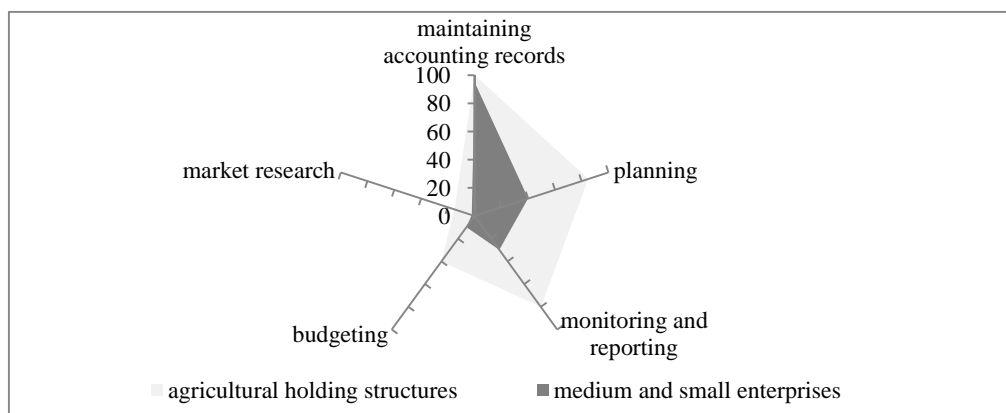 maintaining
accounting records
100
80
60
40
20
0
market research
planning
budgeting
monitoring and
reporting
agricultural holding structures
medium and small enterprises